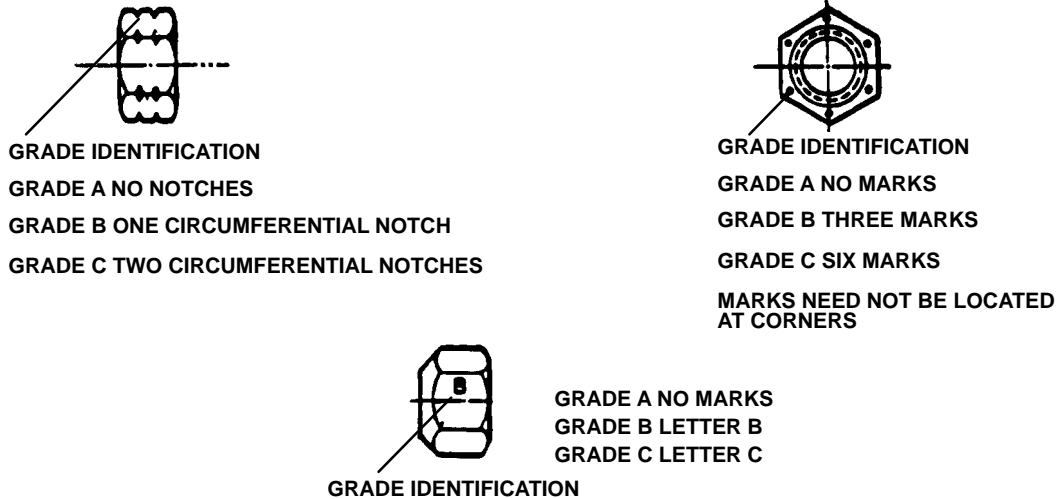 GRADE IDENTIFICATION
GRADE A NO NOTCHES
GRADE B ONE CIRCUMFERENTIAL NOTCH
GRADE C TWO CIRCUMFERENTIAL NOTCHES
GRADE IDENTIFICATION
GRADE A NO MARKS
GRADE B THREE MARKS
GRADE C SIX MARKS
MARKS NEED NOT BE LOCATED
AT CORNERS
B
GRADE A NO MARKS
GRADE B LETTER B
GRADE C LETTER C
GRADE IDENTIFICATION